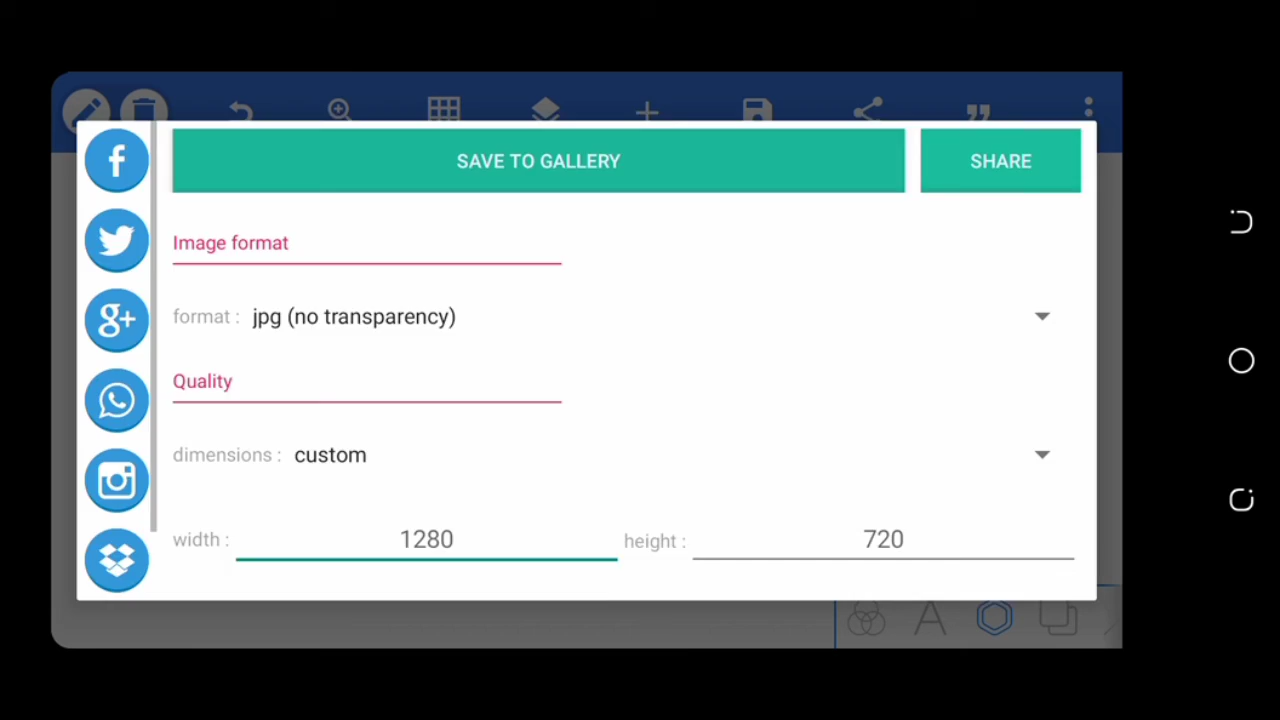 SAVE TO GALLERY SHARE
Image format
format : jpg (no transparency)
Quality
dimensions : custom
width : 1280 height : 720